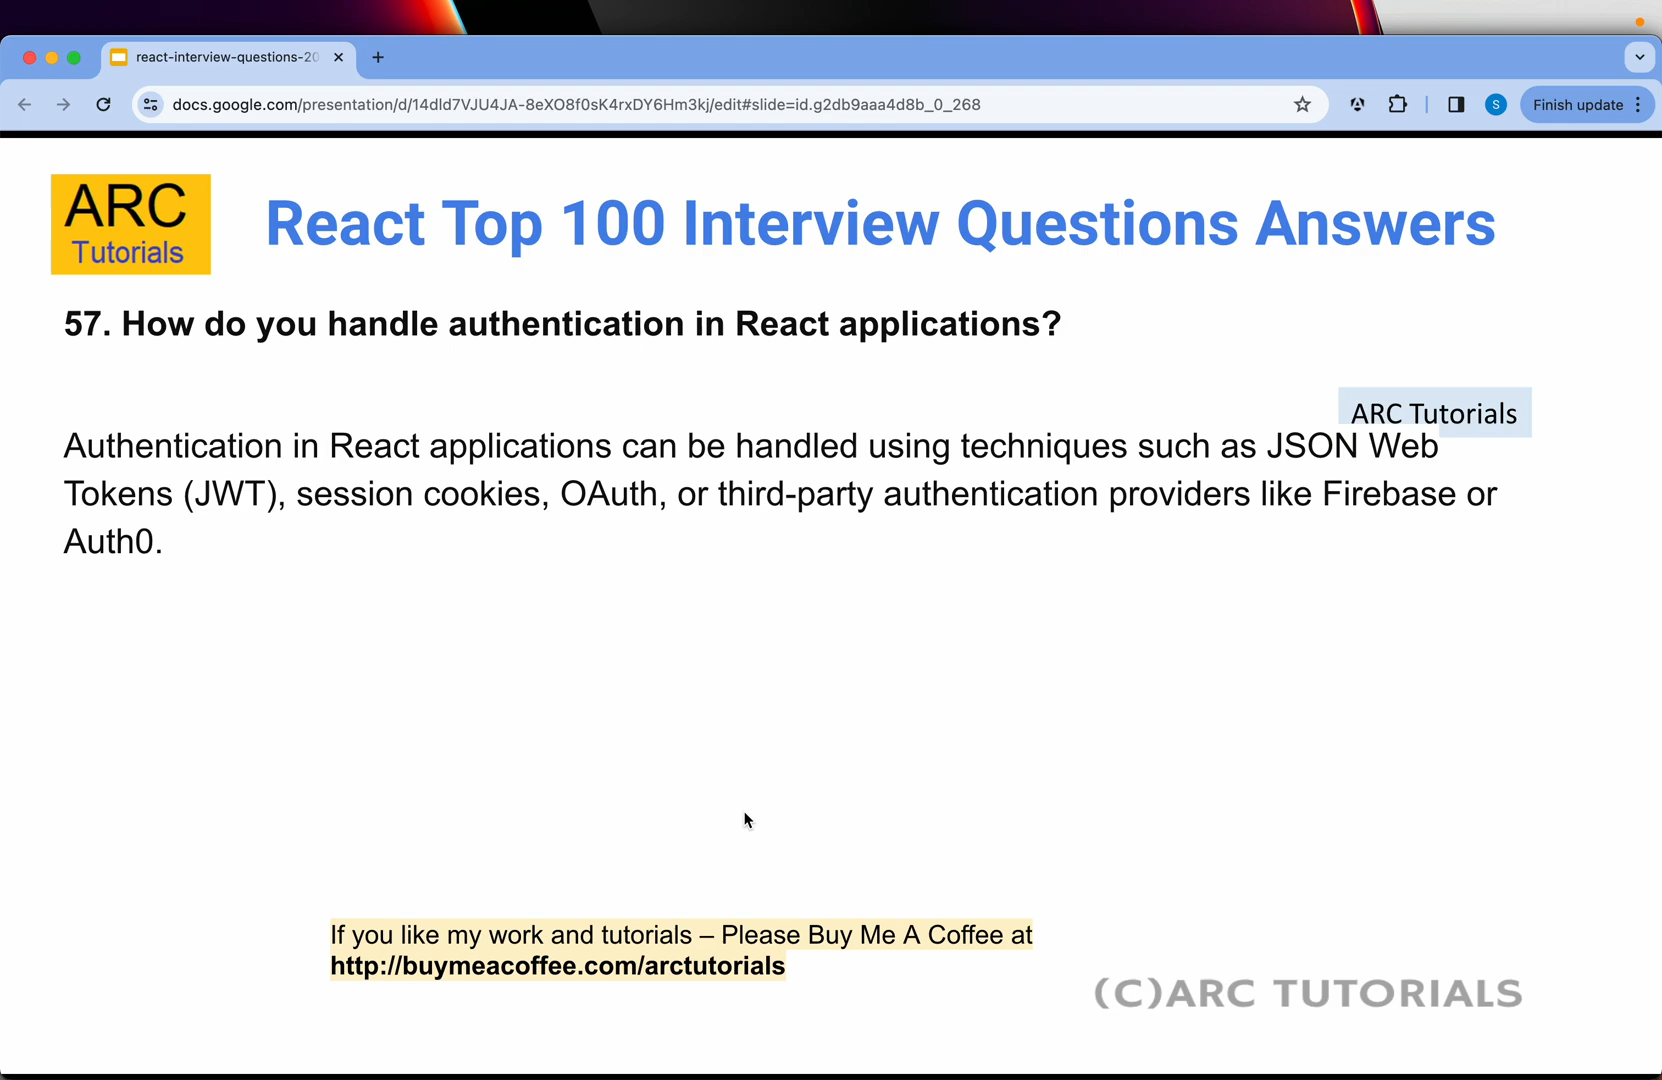 react-interview-questions-20
docs.google.com/presentation/d/14dld7VJU4JA-8eXO8f0sK4rxDY6Hm3kj/edit#slide=id.g2db9aaa4d8b_0_268
S
Finish update
ARC
Tutorials
React Top 100 Interview Questions Answers
57. How do you handle authentication in React applications?
ARC Tutorials
Authentication in React applications can be handled using techniques such as JSON Web
Tokens (JWT), session cookies, OAuth, or third-party authentication providers like Firebase or
Auth0.
If you like my work and tutorials – Please Buy Me A Coffee at
http://buymeacoffee.com/arctutorials
(C)ARC TUTORIALS